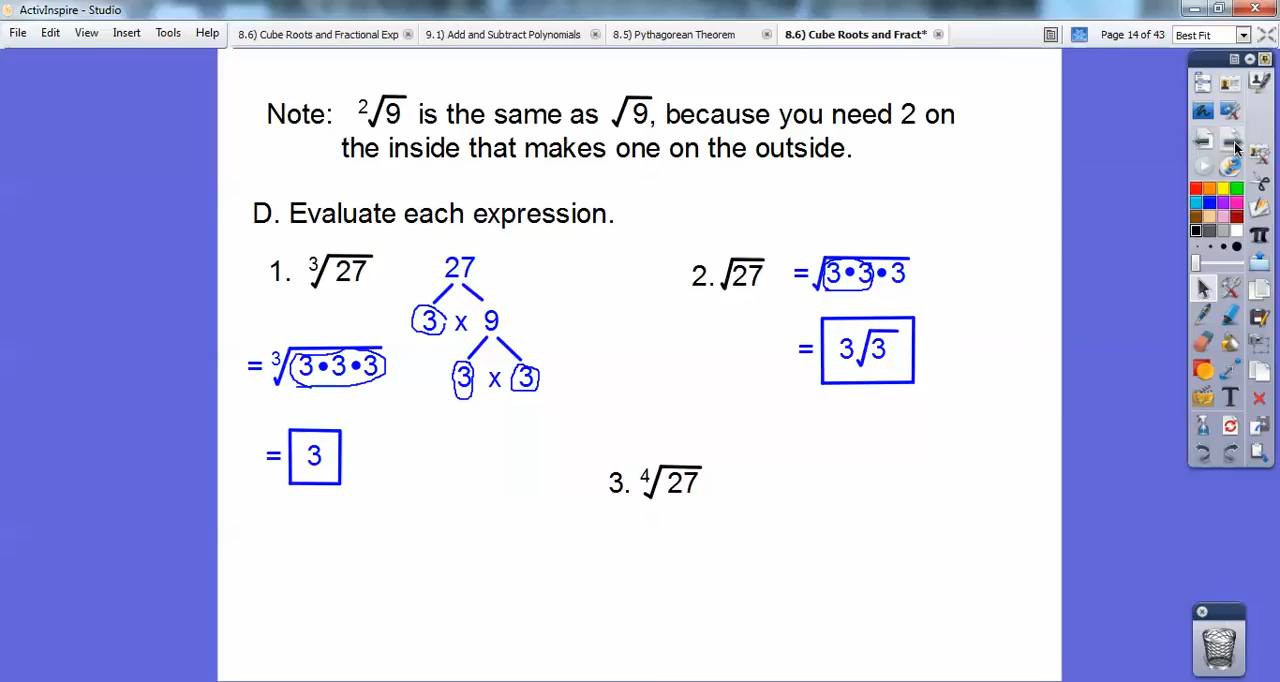 ActivInspire - Studio
File Edit View Insert Tools Help
8.6) Cube Roots and Fractional Exp
9.1) Add and Subtract Polynomials
8.5) Pythagorean Theorem
8.6) Cube Roots and Fract*
Page 14 of 43
Best Fit
Note: ²√9 is the same as √9, because you need 2 on
the inside that makes one on the outside.
D. Evaluate each expression.
1. ³√27
27
3 x 9
3 x 3
= ³√3•3•3
= 3
2. √27 = √3•3•3
= 3√3
3. ⁴√27